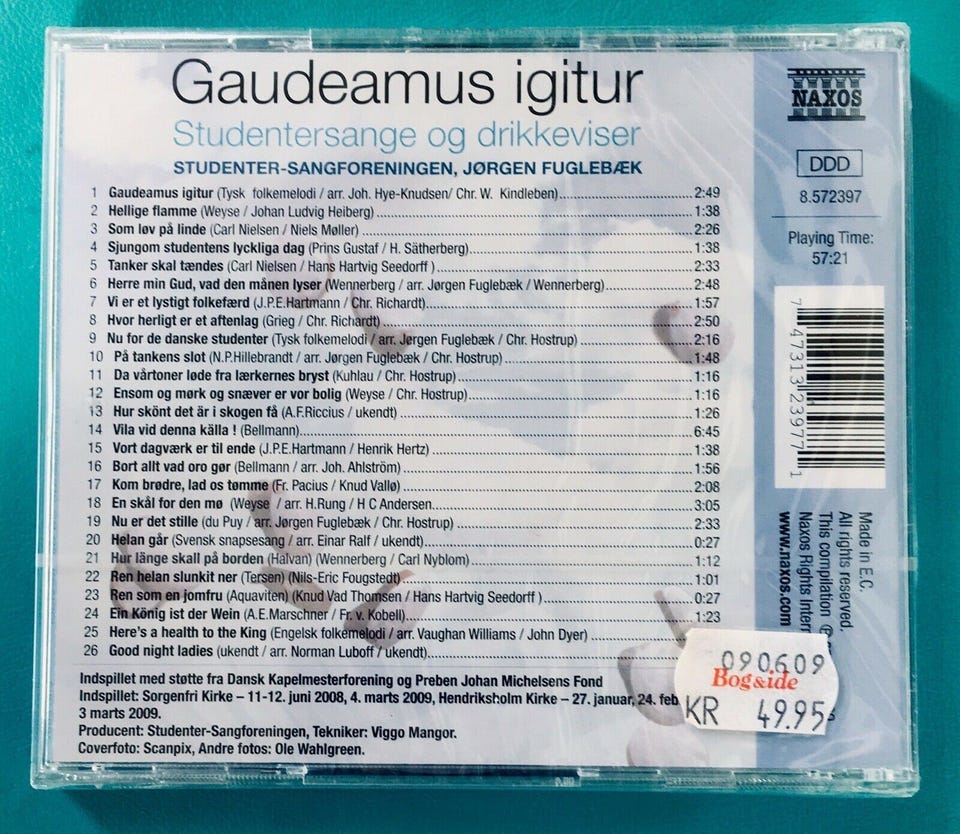 Gaudeamus igitur
Studentersange og drikkeviser
STUDENTER-SANGFORENINGEN, JØRGEN FUGLEBÆK
1 Gaudeamus igitur (Tysk folkemelodi / arr. Joh. Hye-Knudsen/ Chr. W. Kindleben) 2:49
2 Hellige flamme (Weyse / Johan Ludvig Heiberg) 1:38
3 Som løv på linde (Carl Nielsen / Niels Møller) 2:26
4 Sjungom studentens lyckliga dag (Prins Gustaf / H. Sätherberg) 1:38
5 Tanker skal tændes (Carl Nielsen / Hans Hartvig Seedorff ) 2:33
6 Herre min Gud, vad den månen lyser (Wennerberg / arr. Jørgen Fuglebæk / Wennerberg) 2:48
7 Vi er et lystigt folkefærd (J.P.E.Hartmann / Chr. Richardt) 1:57
8 Hvor herligt er et aftenlag (Grieg / Chr. Richardt) 2:50
9 Nu for de danske studenter (Tysk folkemelodi / arr. Jørgen Fuglebæk / Chr. Hostrup) 2:16
10 På tankens slot (N.P.Hillebrandt / arr. Jørgen Fuglebæk / Chr. Hostrup) 1:48
11 Da vårtoner løde fra lærkernes bryst (Kuhlau / Chr. Hostrup) 1:16
12 Ensom og mørk og snæver er vor bolig (Weyse / Chr. Hostrup) 1:16
13 Hur skönt det är i skogen få (A.F.Riccius / ukendt) 1:26
14 Vila vid denna källa ! (Bellmann) 6:45
15 Vort dagværk er til ende (J.P.E.Hartmann / Henrik Hertz) 1:38
16 Bort allt vad oro gør (Bellmann / arr. Joh. Ahlström) 1:56
17 Kom brødre, lad os tømme (Fr. Pacius / Knud Vallø) 2:08
18 En skål for den mø (Weyse / arr. H.Rung / H C Andersen 3:05
19 Nu er det stille (du Puy / arr. Jørgen Fuglebæk / Chr. Hostrup) 2:33
20 Helan går (Svensk snapsesang / arr. Einar Ralf / ukendt) 0:27
21 Hur länge skall på borden (Halvan) (Wennerberg / Carl Nyblom) 1:12
22 Ren helan slunkit ner (Tersen) (Nils-Eric Fougstedt) 1:01
23 Ren som en jomfru (Aquaviten) (Knud Vad Thomsen / Hans Hartvig Seedorff ) 0:27
24 Ein König ist der Wein (A.E.Marschner / Fr. v. Kobell) 1:23
25 Here's a health to the King (Engelsk folkemelodi / arr. Vaughan Williams / John Dyer)
26 Good night ladies (ukendt / arr. Norman Luboff / ukendt)
Indspillet med støtte fra Dansk Kapelmesterforening og Preben Johan Michelsens Fond
Indspillet: Sorgenfri Kirke – 11-12. juni 2008, 4. marts 2009, Hendriksholm Kirke – 27. januar, 24. feb
3 marts 2009.
Producent: Studenter-Sangforeningen, Tekniker: Viggo Mangor.
Coverfoto: Scanpix, Andre fotos: Ole Wahlgreen.
NAXOS
DDD
8.572397
Playing Time:
57:21
7 47313 23977 1
Made in E.C.
All rights reserved.
This compilation
Naxos Rights
www.naxos.com
090609
Bog&ide
KR 49.95